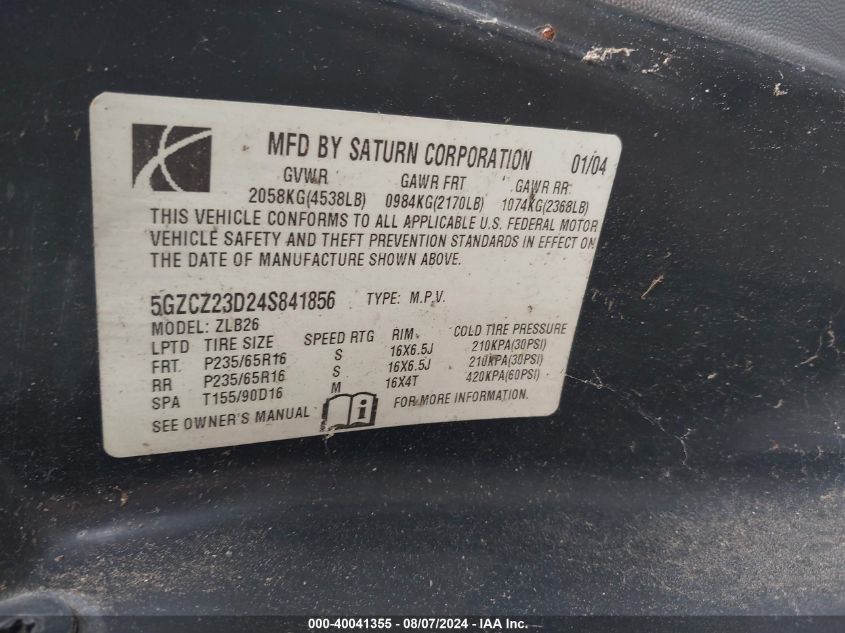 MFD BY SATURN CORPORATION 01/04
GVWR GAWR FRT GAWR RR
2058KG(4538LB) 0984KG(2170LB) 1074KG(2368LB)
THIS VEHICLE CONFORMS TO ALL APPLICABLE U.S. FEDERAL MOTOR
VEHICLE SAFETY AND THEFT PREVENTION STANDARDS IN EFFECT ON
THE DATE OF MANUFACTURE SHOWN ABOVE.
5GZCZ23D24S841856 TYPE: M.P.V.
MODEL: ZLB26
LPTD TIRE SIZE SPEED RTG RIM COLD TIRE PRESSURE
FRT. P235/65R16 S 16X6.5J 210KPA(30PSI)
RR P235/65R16 S 16X6.5J 210KPA(30PSI)
SPA T155/90D16 M 16X4T 420KPA(60PSI)
SEE OWNER'S MANUAL i FOR MORE INFORMATION.
000-40041355 - 08/07/2024 - IAA Inc.